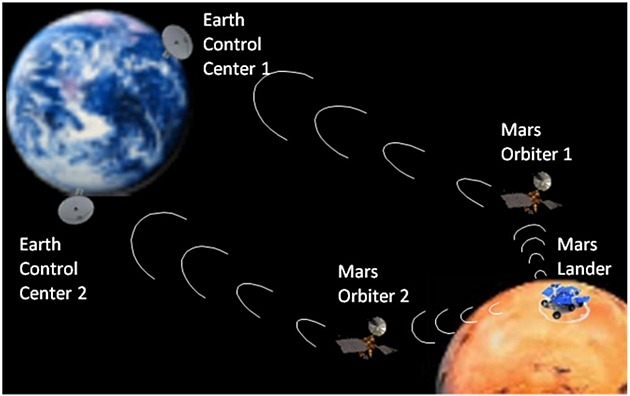 Earth
Control
Center 1
Mars
Orbiter 1
Earth
Control
Center 2
Mars
Orbiter 2
Mars
Lander